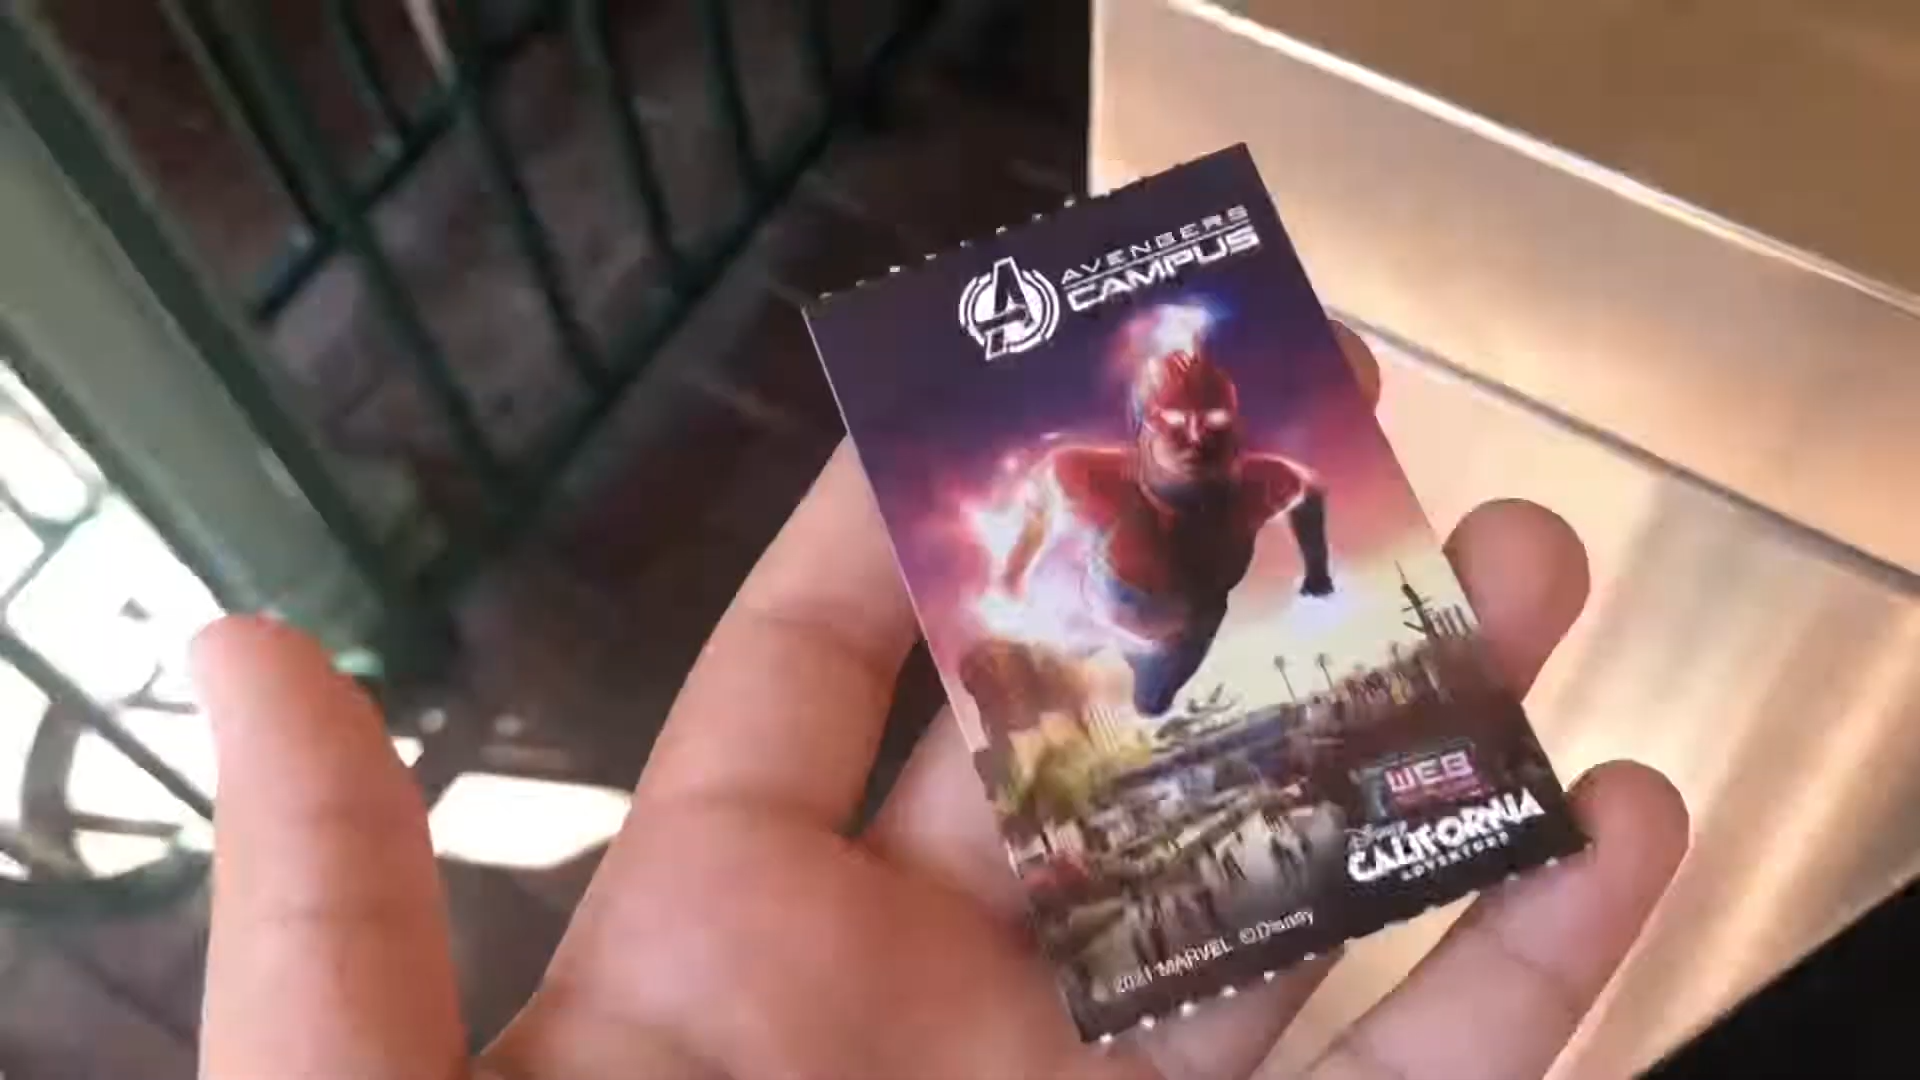 AVENGERS
CAMPUS
WEB
Disney
CALIFORNIA
ADVENTURE
2021 MARVEL ©Disney